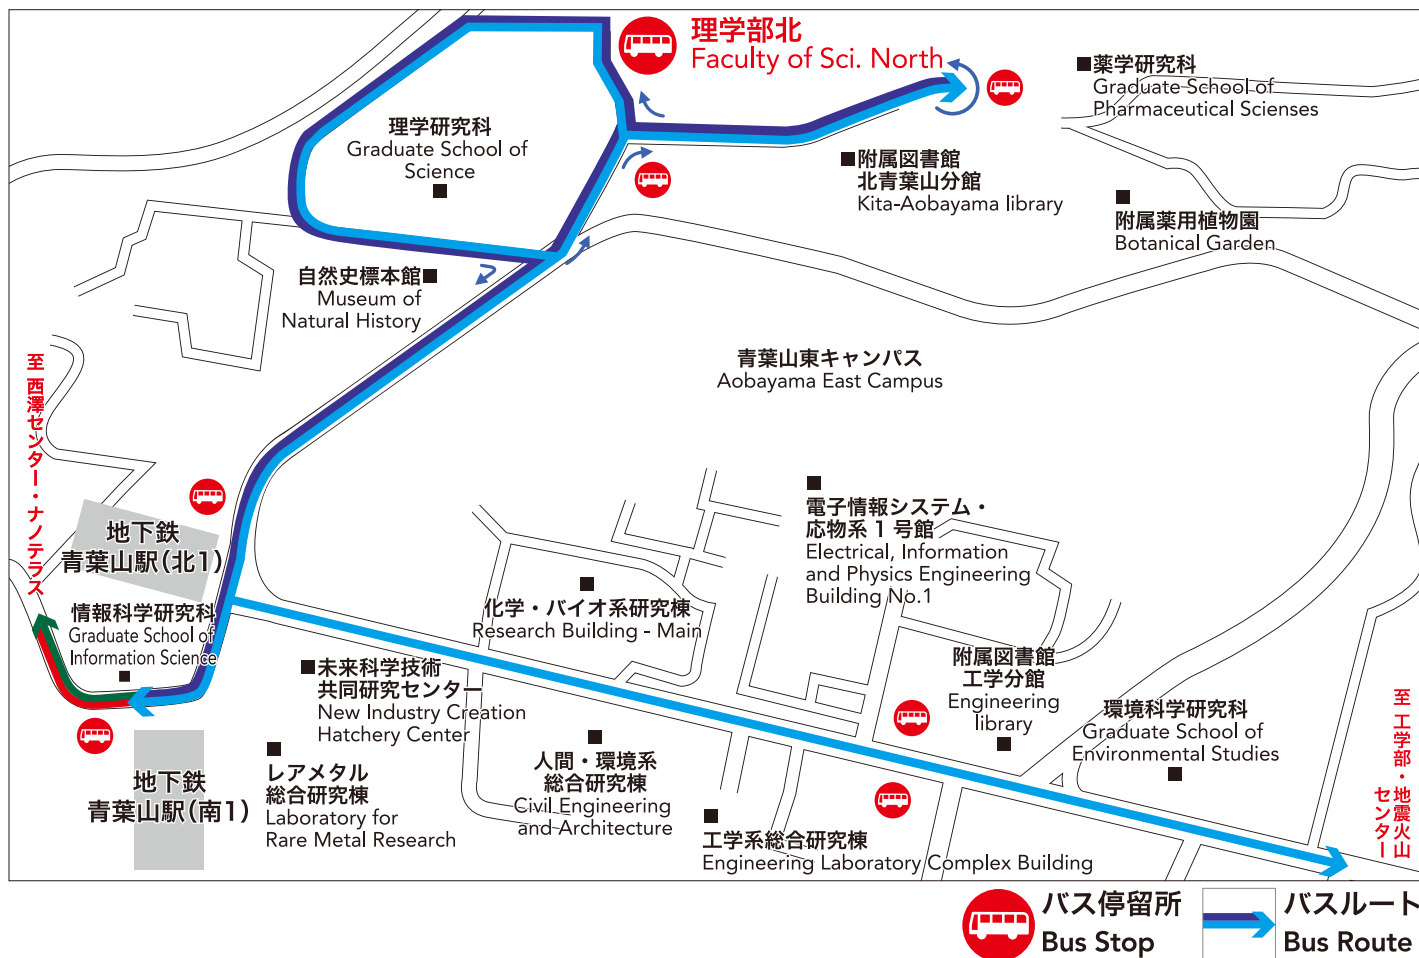 理学部北
Faculty of Sci. North
薬学研究科
Graduate School of
Pharmaceutical Scienses
理学研究科
Graduate School of
Science
附属図書館
北青葉山分館
Kita-Aobayama library
附属薬用植物園
Botanical Garden
自然史標本館
Museum of
Natural History
青葉山東キャンパス
Aobayama East Campus
至 西澤センター・ナノテラス
地下鉄
青葉山駅(北1)
電子情報システム・
応物系 1 号館
Electrical, Information
and Physics Engineering
Building No.1
情報科学研究科
Graduate School of
Information Science
化学・バイオ系研究棟
Research Building - Main
未来科学技術
共同研究センター
New Industry Creation
Hatchery Center
附属図書館
工学分館
Engineering
library
環境科学研究科
Graduate School of
Environmental Studies
至 工学部・地震火山
センター
地下鉄
青葉山駅(南1)
レアメタル
総合研究棟
Laboratory for
Rare Metal Research
人間・環境系
総合研究棟
Civil Engineering
and Architecture
工学系総合研究棟
Engineering Laboratory Complex Building
バス停留所
Bus Stop
バスルート
Bus Route